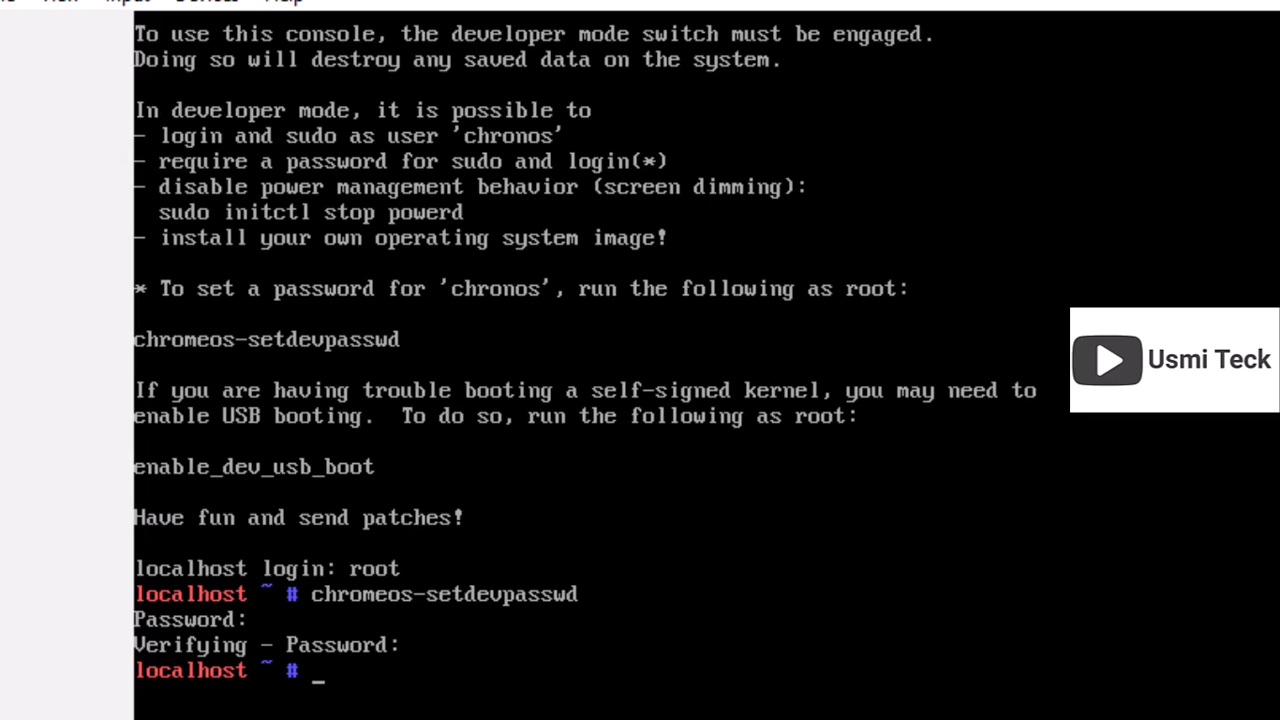 To use this console, the developer mode switch must be engaged.
Doing so will destroy any saved data on the system.
In developer mode, it is possible to
- login and sudo as user 'chronos'
- require a password for sudo and login(*)
- disable power management behavior (screen dimming):
sudo initctl stop powerd
- install your own operating system image!
* To set a password for 'chronos', run the following as root:
chromeos-setdevpasswd
If you are having trouble booting a self-signed kernel, you may need to
enable USB booting.  To do so, run the following as root:
enable_dev_usb_boot
Have fun and send patches!
localhost login: root
localhost ~ # chromeos-setdevpasswd
Password:
Verifying - Password:
localhost ~ # _
Usmi Teck